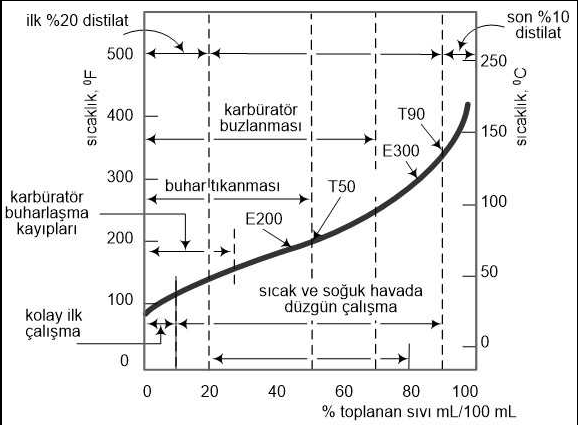 ilk %20 distilat
son %10
distilat
sıcaklık, ⁰F
500
400
300
200
100
0
sıcaklık, ⁰C
250
150
100
50
0
karbüratör
buzlanması
T90
E300
buhar tıkanması
T50
E200
karbüratör
buharlaşma
kayıpları
sıcak ve soğuk havada
düzgün çalışma
kolay ilk
çalışma
0 20 40 60 80 100
% toplanan sıvı mL/100 mL